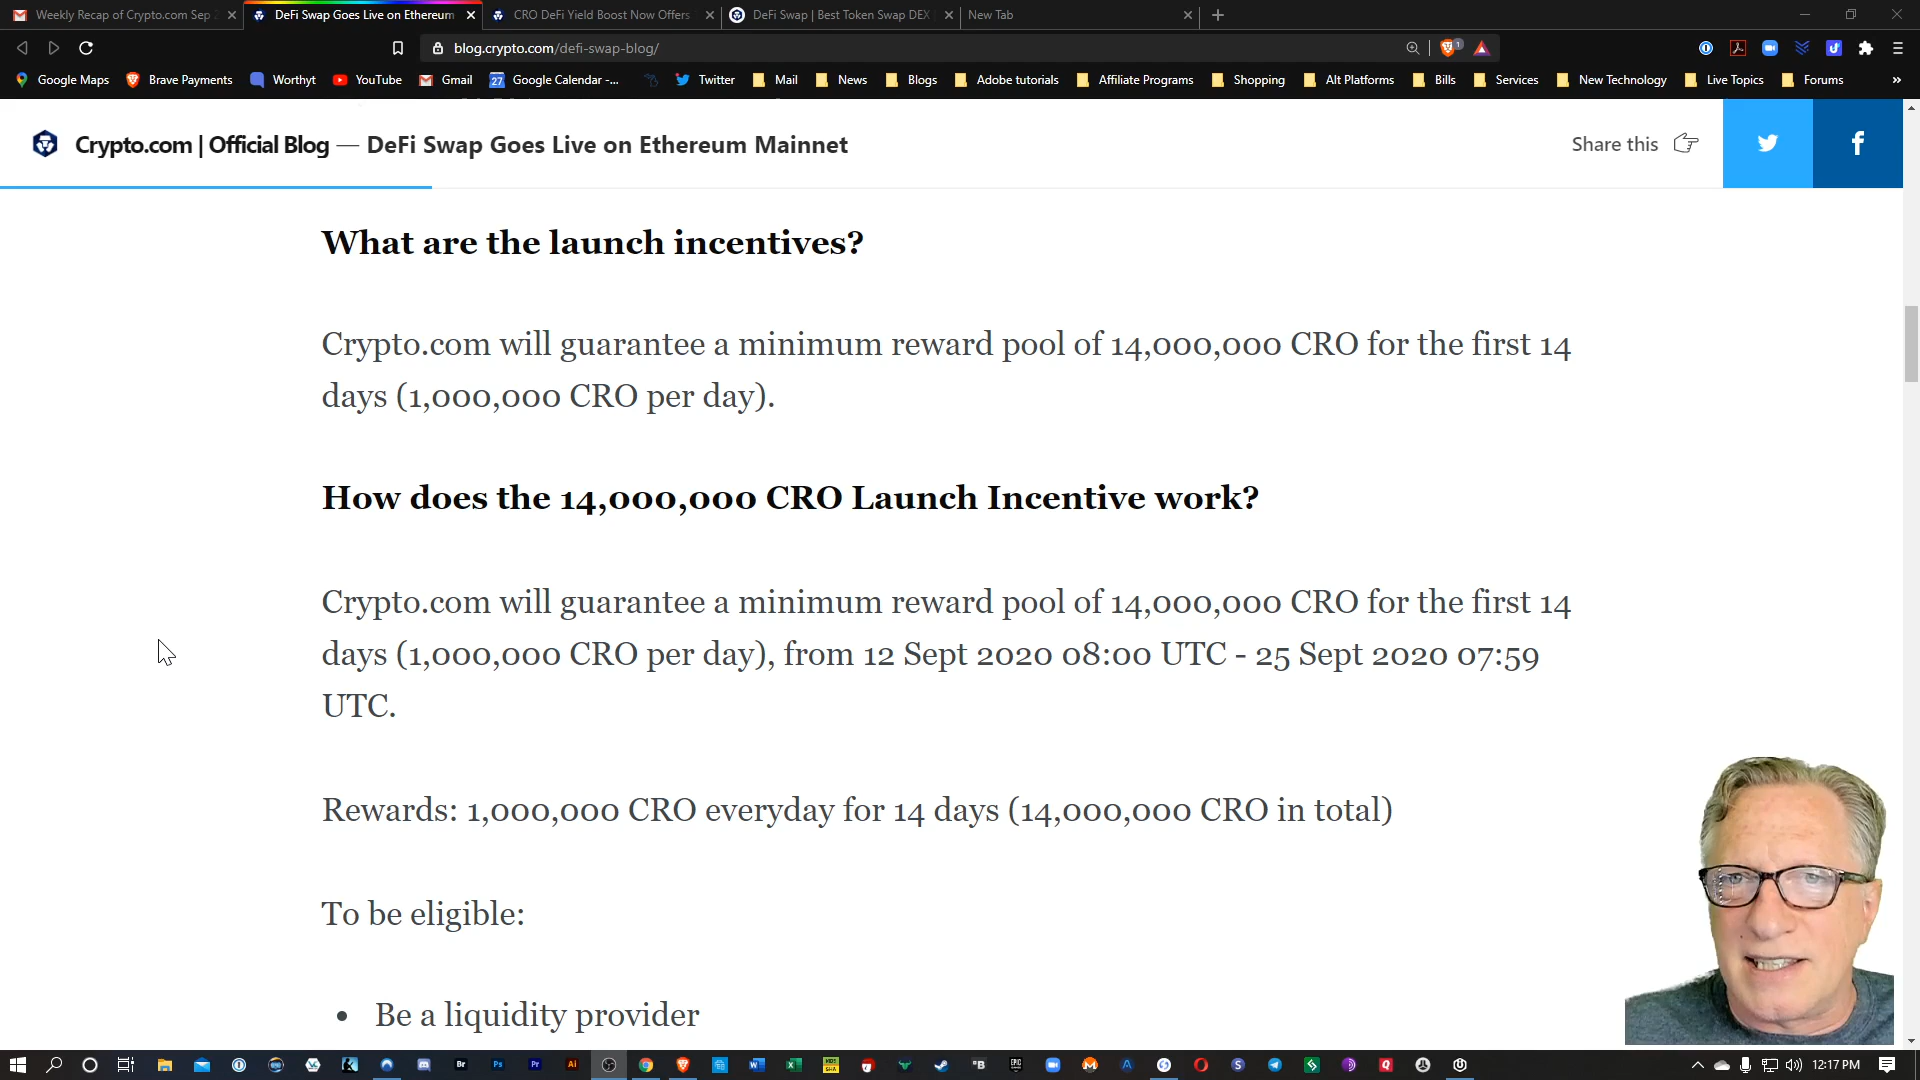 Weekly Recap of Crypto.com Sep
DeFi Swap Goes Live on Ethereum
CRO DeFi Yield Boost Now Offers
DeFi Swap | Best Token Swap DEX
New Tab
blog.crypto.com/defi-swap-blog/
Google Maps Brave Payments Worthy YouTube Gmail Google Calendar -... Twitter Mail News Blogs Adobe tutorials Affiliate Programs Shopping Alt Platforms Bills Services New Technology Live Topics Forums »
Crypto.com | Official Blog — DeFi Swap Goes Live on Ethereum Mainnet
Share this
What are the launch incentives?
Crypto.com will guarantee a minimum reward pool of 14,000,000 CRO for the first 14
days (1,000,000 CRO per day).
How does the 14,000,000 CRO Launch Incentive work?
Crypto.com will guarantee a minimum reward pool of 14,000,000 CRO for the first 14
days (1,000,000 CRO per day), from 12 Sept 2020 08:00 UTC - 25 Sept 2020 07:59
UTC.
Rewards: 1,000,000 CRO everyday for 14 days (14,000,000 CRO in total)
To be eligible:
• Be a liquidity provider
12:17 PM